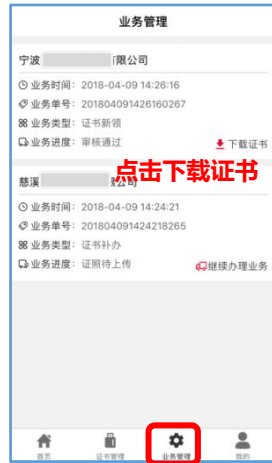 业务管理
宁波 限公司
业务时间：2018-04-09 14:26:16
业务单号：201804091426160267
业务类型：证书新领
业务进度：审核通过
下载证书
点击下载证书
慈溪 限公司
业务时间：2018-04-09 14:24:21
业务单号：201804091424218265
业务类型：证书补办
业务进度：证照待上传
继续办理业务
首页 证书管理 业务管理 我的